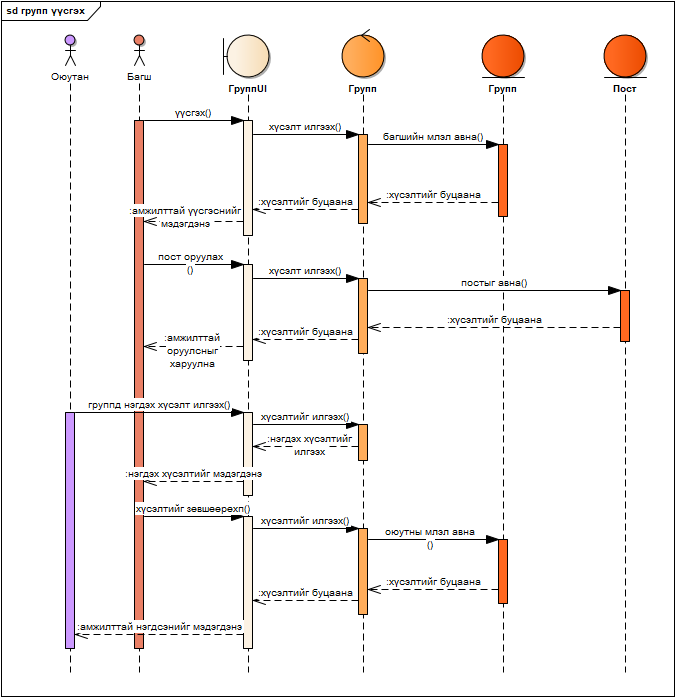 sd групп үүсгэх
Оюутан
Багш
ГруппUI
Групп
Групп
Пост
үүсгэх()
хүсэлт илгээх()
багшийн млэл авна()
:хүсэлтийг буцаана
:хүсэлтийг буцаана
:амжилттай үүсгэснийг
мэдэгдэнэ
пост оруулах
()
хүсэлт илгээх()
постыг авна()
:хүсэлтийг буцаана
:хүсэлтийг буцаана
:амжилттай
оруулсныг
харуулна
группд нэгдэх хүсэлт илгээх()
хүсэлтийг илгээх()
:нэгдэх хүсэлтийг
илгээх
:нэгдэх хүсэлтийг мэдэгдэнэ
хүсэлтийг зөвшөөрөхп()
хүсэлтийг илгээх()
оюутны млэл авна
()
:хүсэлтийг буцаана
:хүсэлтийг буцаана
:амжилттай нэгдсэнийг мэдэгдэнэ